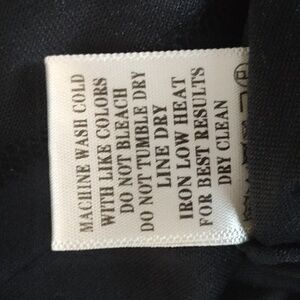 MACHINE WASH COLD
WITH LIKE COLORS
DO NOT BLEACH
DO NOT TUMBLE DRY
LINE DRY
IRON LOW HEAT
FOR BEST RESULTS
DRY CLEAN